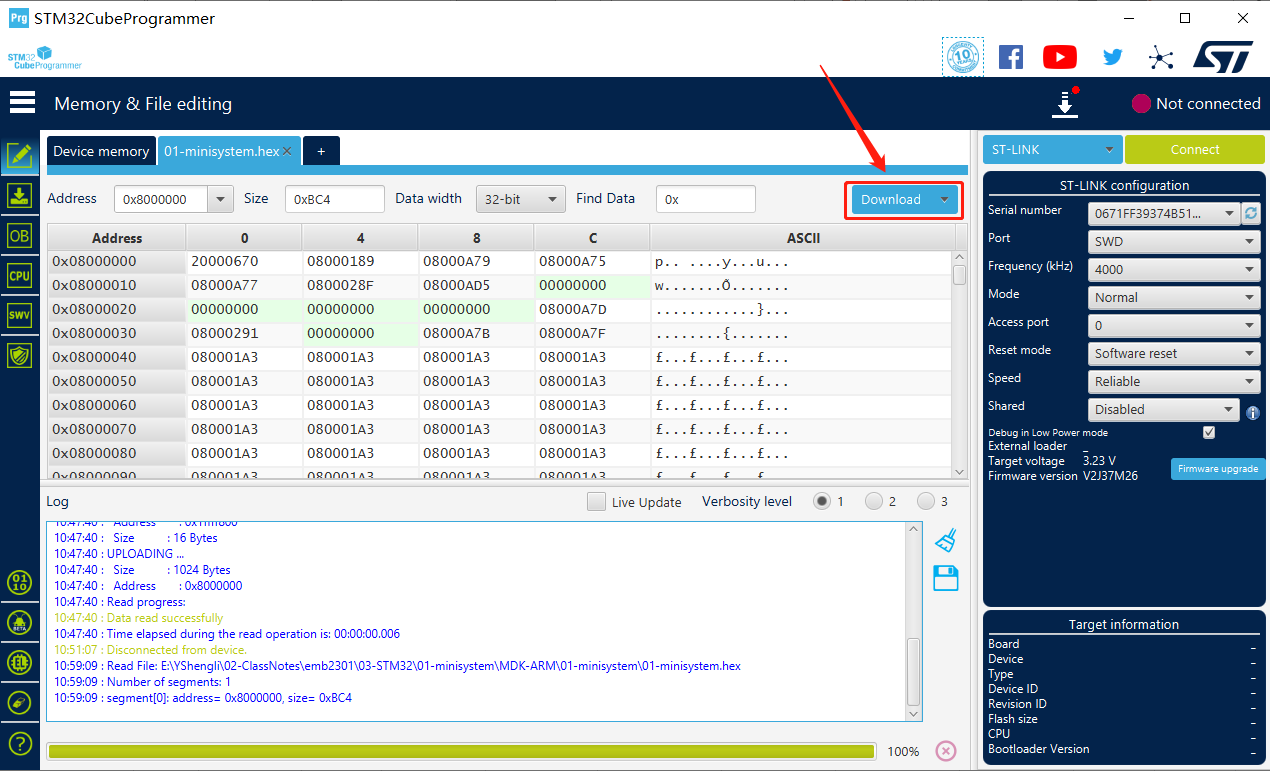 Prg STM32CubeProgrammer
STM32
CubeProgrammer
10 YEARS
Memory & File editing
Not connected
Device memory 01-minisystem.hex × +
Address 0x8000000 Size 0xBC4 Data width 32-bit Find Data 0x Download
Address 0 4 8 C ASCII
0x08000000 20000670 08000189 08000A79 08000A75 p.. ....y...u...
0x08000010 08000A77 0800028F 08000AD5 00000000 w.......Õ.......
0x08000020 00000000 00000000 00000000 08000A7D ............}...
0x08000030 08000291 00000000 08000A7B 08000A7F ........{.......
0x08000040 080001A3 080001A3 080001A3 080001A3 £...£...£...£...
0x08000050 080001A3 080001A3 080001A3 080001A3 £...£...£...£...
0x08000060 080001A3 080001A3 080001A3 080001A3 £...£...£...£...
0x08000070 080001A3 080001A3 080001A3 080001A3 £...£...£...£...
0x08000080 080001A3 080001A3 080001A3 080001A3 £...£...£...£...
0x08000090 080001A3 080001A3 080001A3 080001A3 £...£...£...£...
Log Live Update Verbosity level 1 2 3
10:47:40 : Address :
10:47:40 : Size : 16 Bytes
10:47:40 : UPLOADING ...
10:47:40 : Size : 1024 Bytes
10:47:40 : Address : 0x8000000
10:47:40 : Read progress:
10:47:40 : Data read successfully
10:47:40 : Time elapsed during the read operation is: 00:00:00.006
10:51:07 : Disconnected from device.
10:59:09 : Read File: E:\YShengli\02-ClassNotes\emb2301\03-STM32\01-minisystem\MDK-ARM\01-minisystem\01-minisystem.hex
10:59:09 : Number of segments: 1
10:59:09 : segment[0]: address= 0x8000000, size= 0xBC4
100%
OB
CPU
SWV
01
10
BETA
?
ST-LINK Connect
ST-LINK configuration
Serial number 0671FF39374B51...
Port SWD
Frequency (kHz) 4000
Mode Normal
Access port 0
Reset mode Software reset
Speed Reliable
Shared Disabled
Debug in Low Power mode
External loader _
Target voltage 3.23 V
Firmware version V2J37M26
Firmware upgrade
Target information
Board _
Device _
Type _
Device ID _
Revision ID _
Flash size _
CPU _
Bootloader Version _